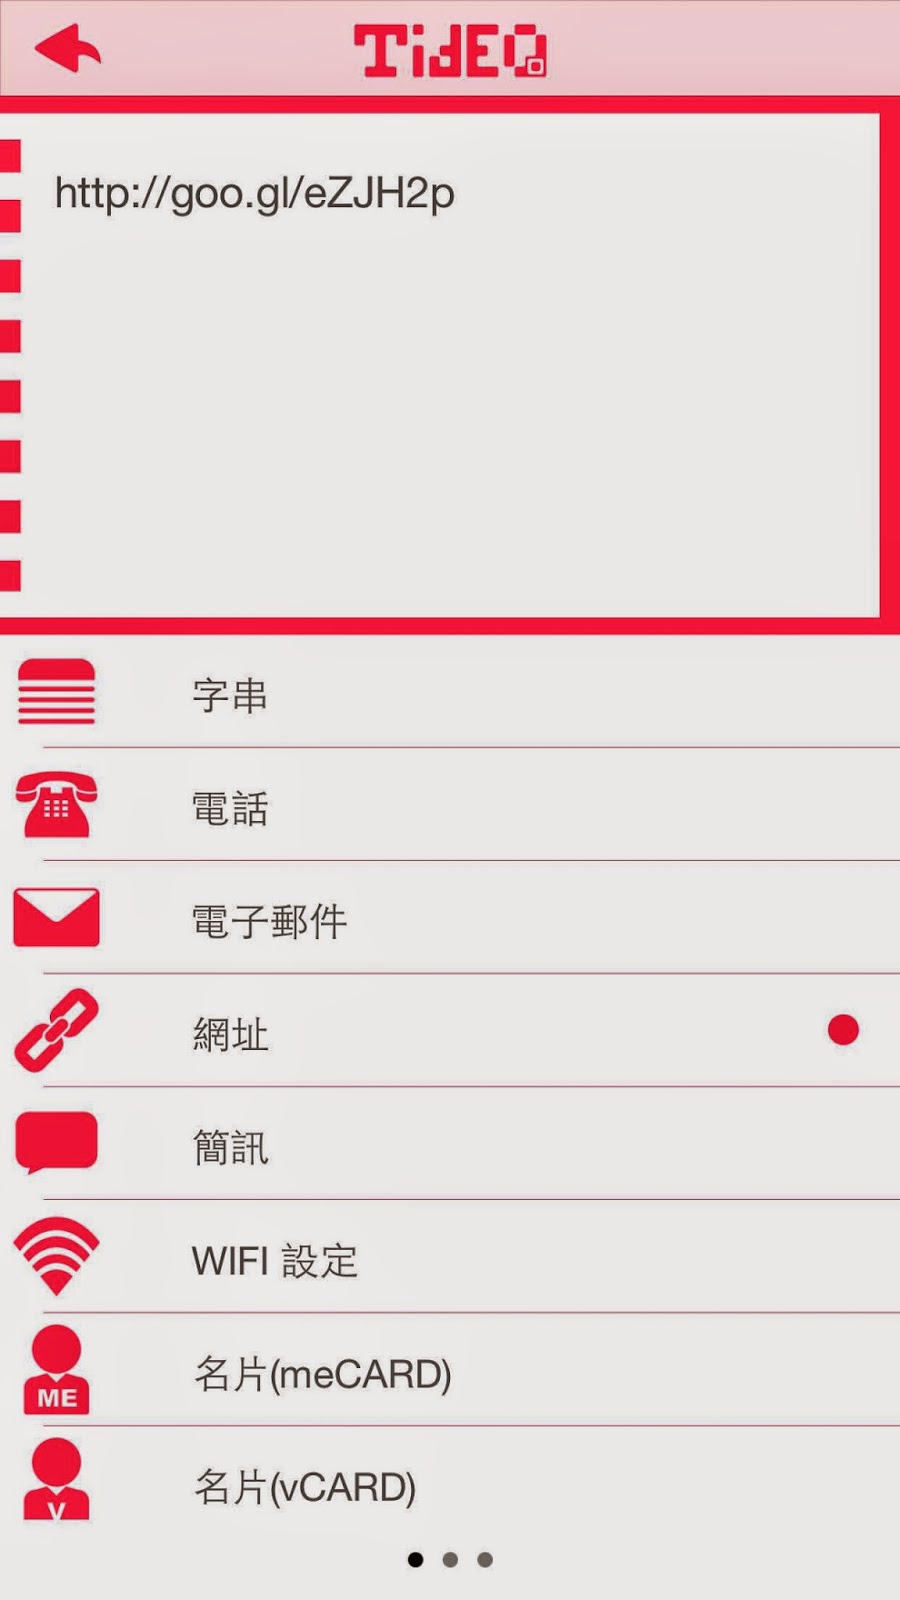 TidEQ
http://goo.gl/eZJH2p
字串
電話
電子郵件
網址
簡訊
WIFI 設定
ME
名片(meCARD)
V
名片(vCARD)